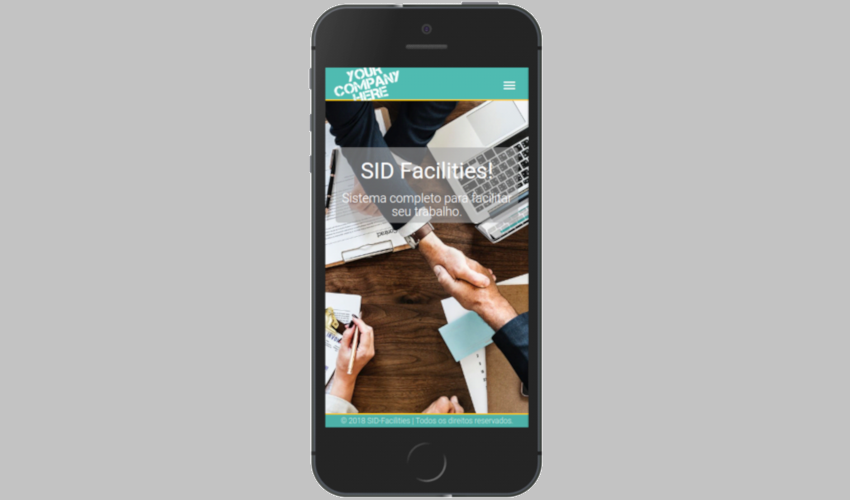 YOUR
COMPANY
HERE
SID Facilities!
Sistema completo para facilitar
seu trabalho.
© 2018 SID Facilities | Todos os direitos reservados.